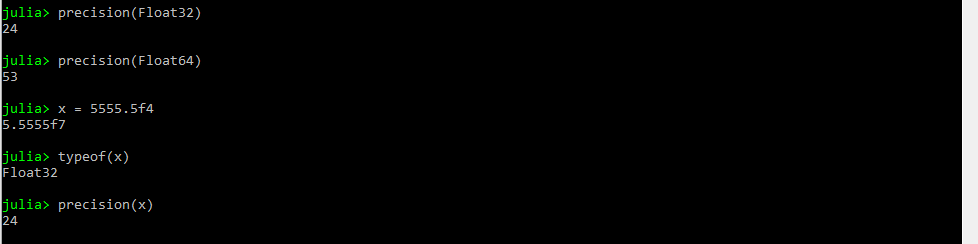 julia> precision(Float32)
24
julia> precision(Float64)
53
julia> x = 5555.5f4
5.5555f7
julia> typeof(x)
Float32
julia> precision(x)
24